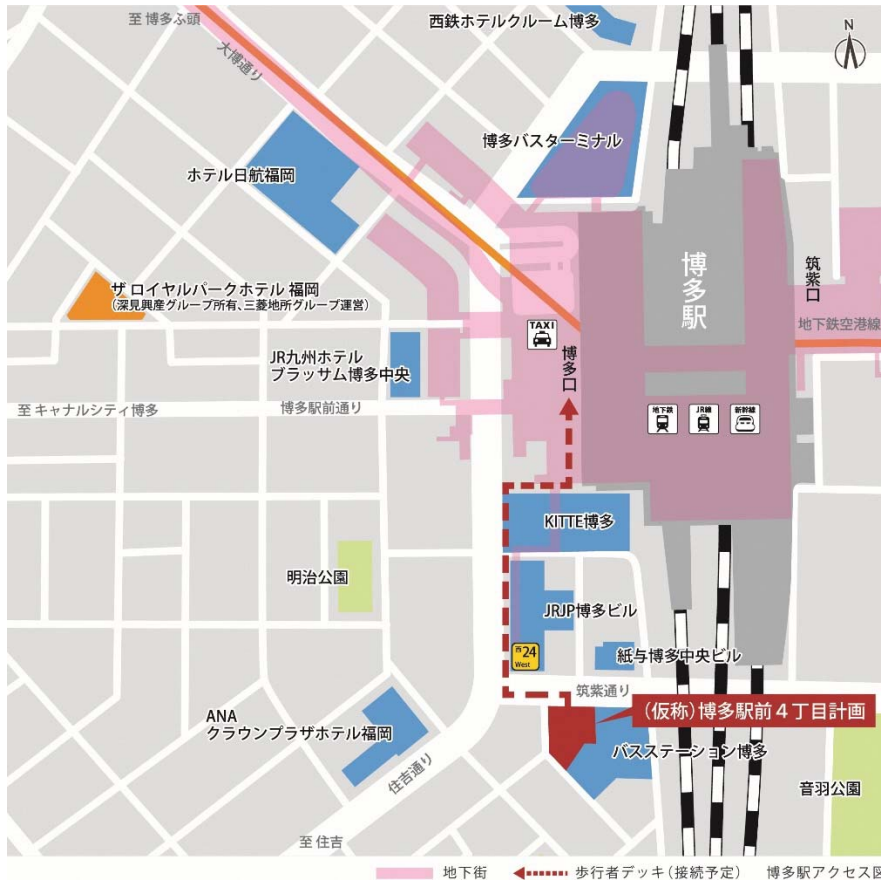 西鉄ホテルクルーム博多
N
至 博多ふ頭
大博通り
博多バスターミナル
ホテル日航福岡
博多駅
筑紫口
ザ ロイヤルパークホテル 福岡
(深見興産グループ所有、三菱地所グループ運営)
TAXI
地下鉄空港線
博多口
JR九州ホテル
ブラッサム博多中央
至 キャナルシティ博多
博多駅前通り
地下鉄
JR線
新幹線
KITTE博多
明治公園
JRJP博多ビル
西24
West
紙与博多中央ビル
筑紫通り
(仮称)博多駅前4丁目計画
ANA
クラウンプラザホテル福岡
バスステーション博多
住吉通り
音羽公園
至 住吉
地下街
歩行者デッキ(接続予定)
博多駅アクセス図